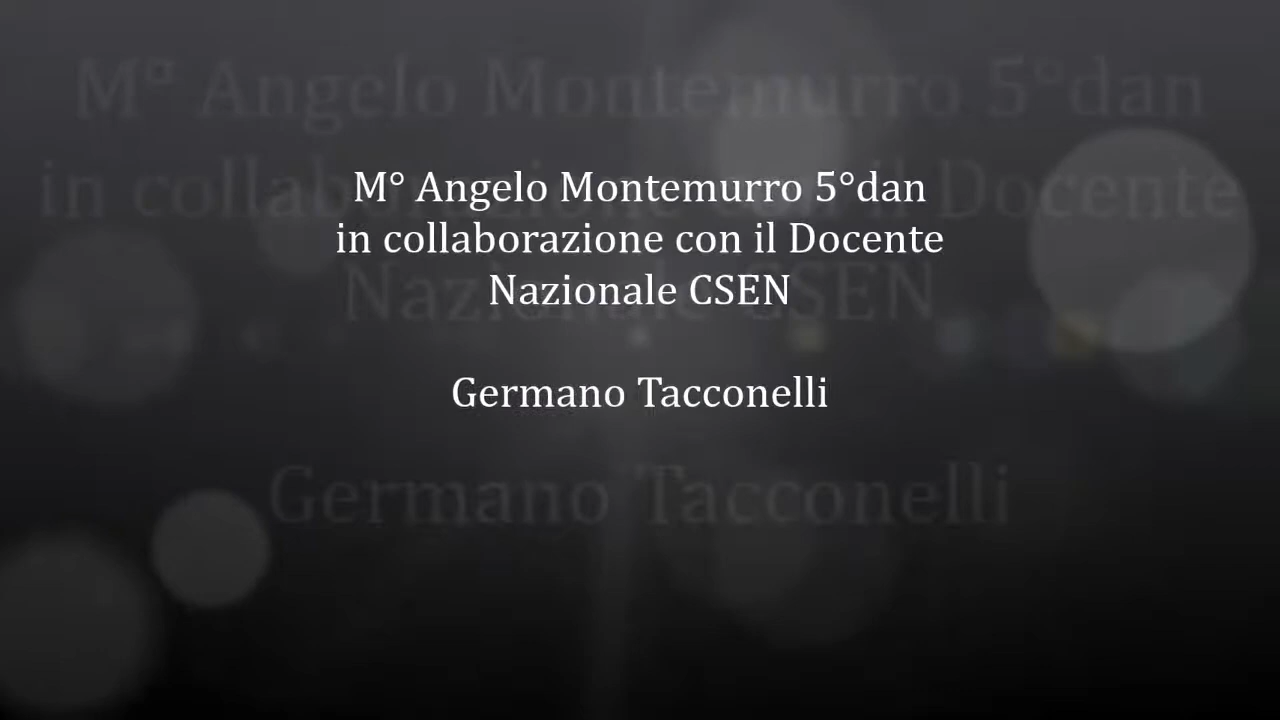 M° Angelo Montemurro 5°dan
in collaborazione con il Docente
Nazionale CSEN
Germano Tacconelli